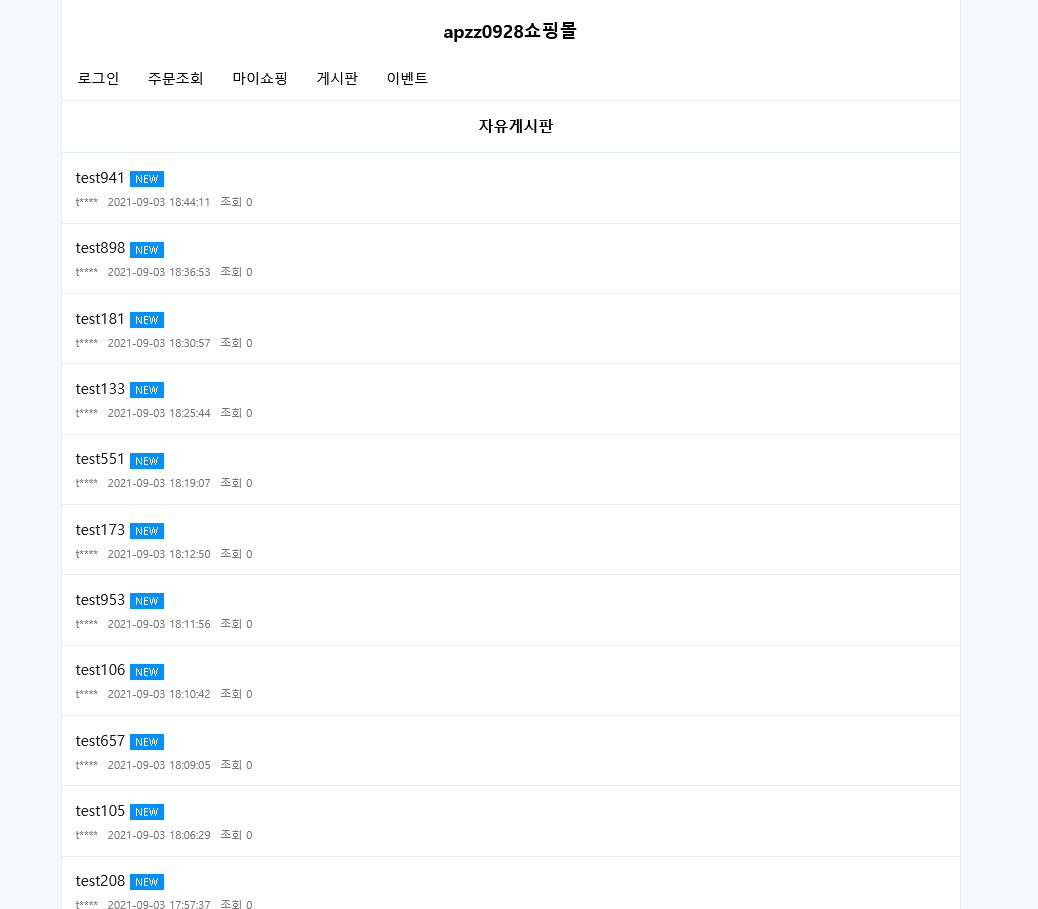 apzz0928쇼핑몰
로그인 주문조회 마이쇼핑 게시판 이벤트
자유게시판
test941 NEW
t**** 2021-09-03 18:44:11 조회 0
test898 NEW
t**** 2021-09-03 18:36:53 조회 0
test181 NEW
t**** 2021-09-03 18:30:57 조회 0
test133 NEW
t**** 2021-09-03 18:25:44 조회 0
test551 NEW
t**** 2021-09-03 18:19:07 조회 0
test173 NEW
t**** 2021-09-03 18:12:50 조회 0
test953 NEW
t**** 2021-09-03 18:11:56 조회 0
test106 NEW
t**** 2021-09-03 18:10:42 조회 0
test657 NEW
t**** 2021-09-03 18:09:05 조회 0
test105 NEW
t**** 2021-09-03 18:06:29 조회 0
test208 NEW
t**** 2021-09-03 17:57:37 조회 0